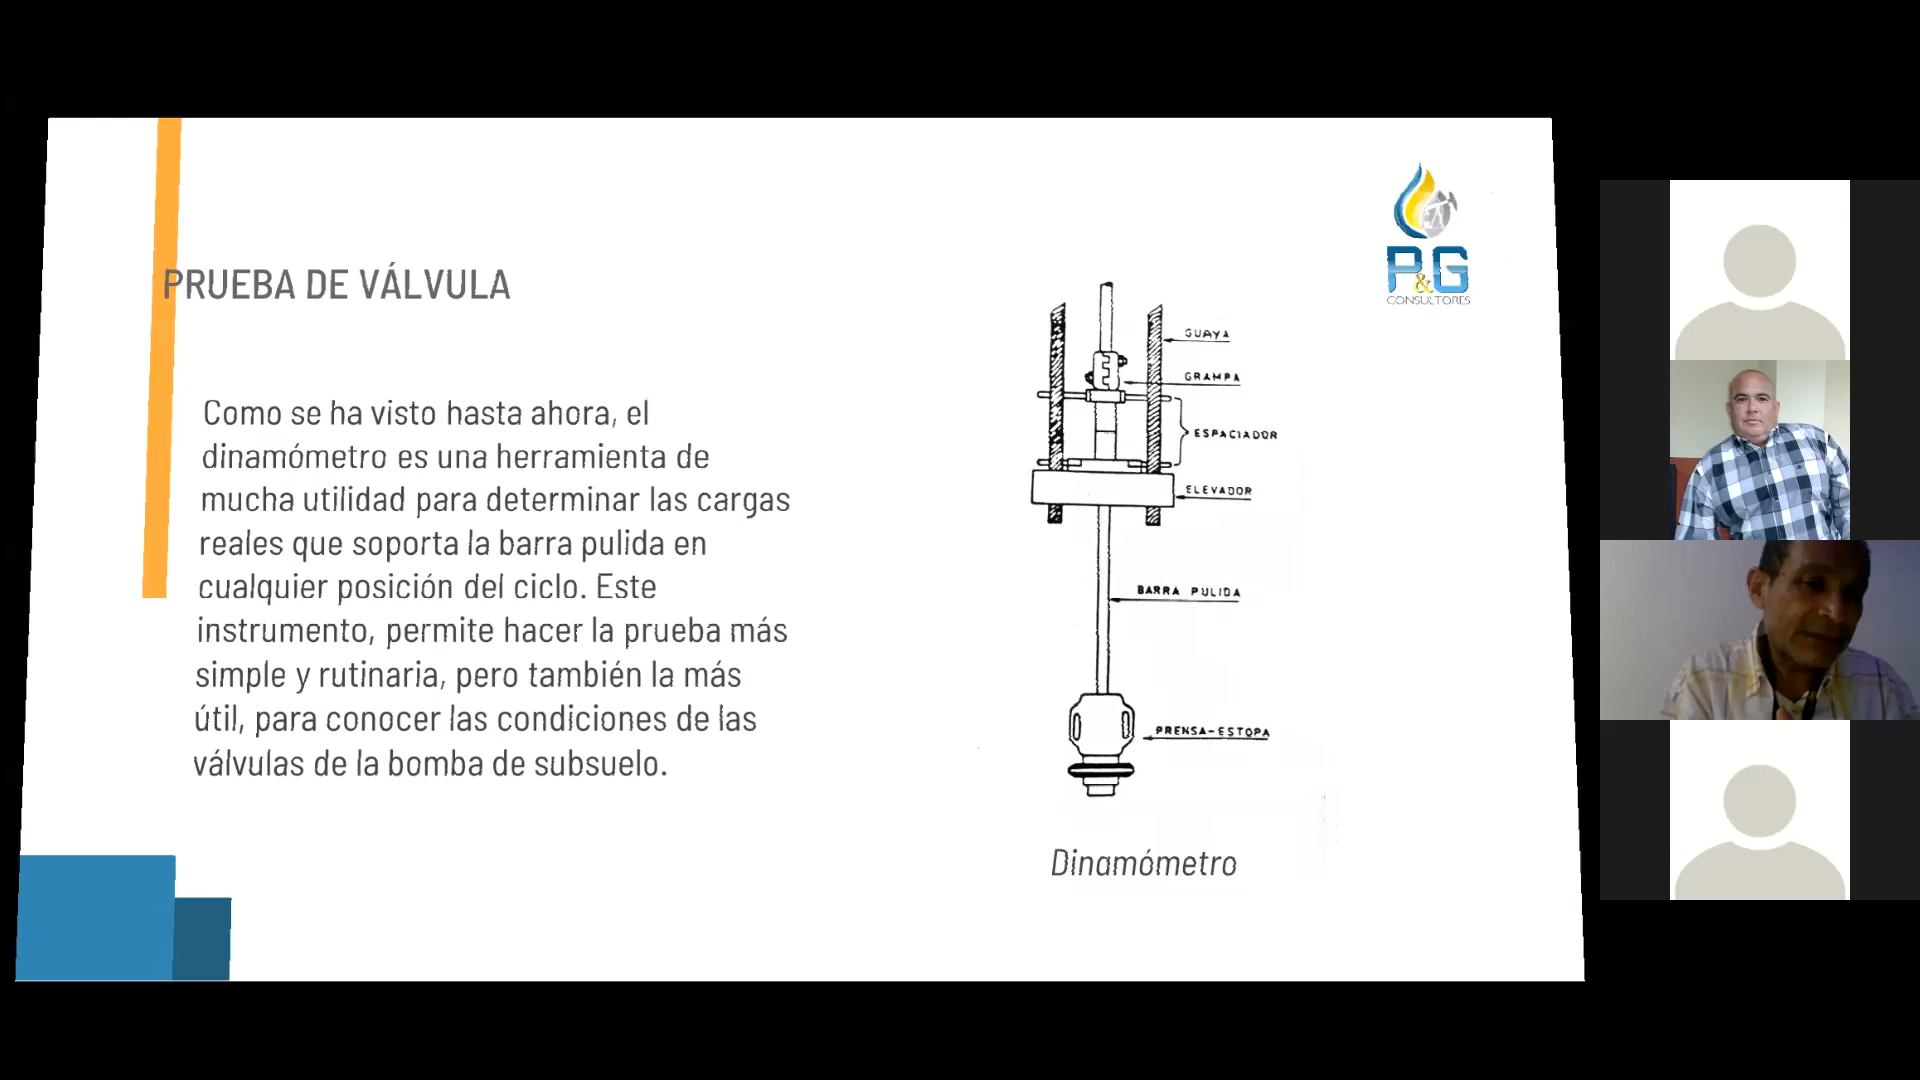 PRUEBA DE VÁLVULA
Como se ha visto hasta ahora, el
dinamómetro es una herramienta de
mucha utilidad para determinar las cargas
reales que soporta la barra pulida en
cualquier posición del ciclo. Este
instrumento, permite hacer la prueba más
simple y rutinaria, pero también la más
útil, para conocer las condiciones de las
válvulas de la bomba de subsuelo.
P&G
CONSULTORES
GUAYA
GRAMPA
ESPACIADOR
ELEVADOR
BARRA PULIDA
PRENSA-ESTOPA
Dinamómetro